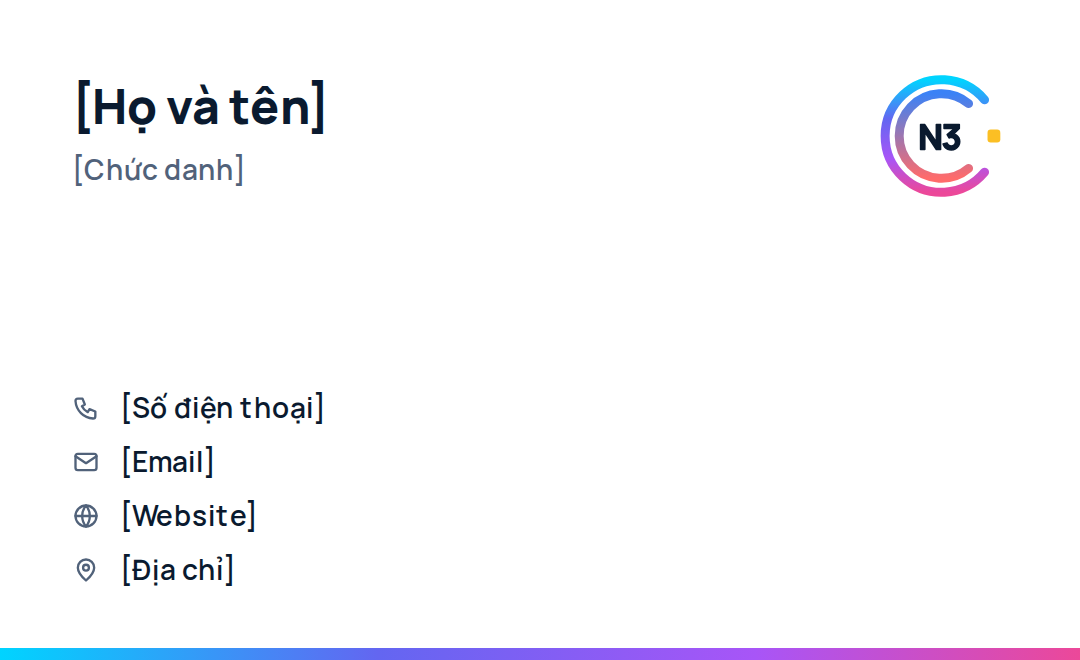 [Họ và tên]
[Chức danh]
N3
[Số điện thoại]
[Email]
[Website]
[Địa chỉ]